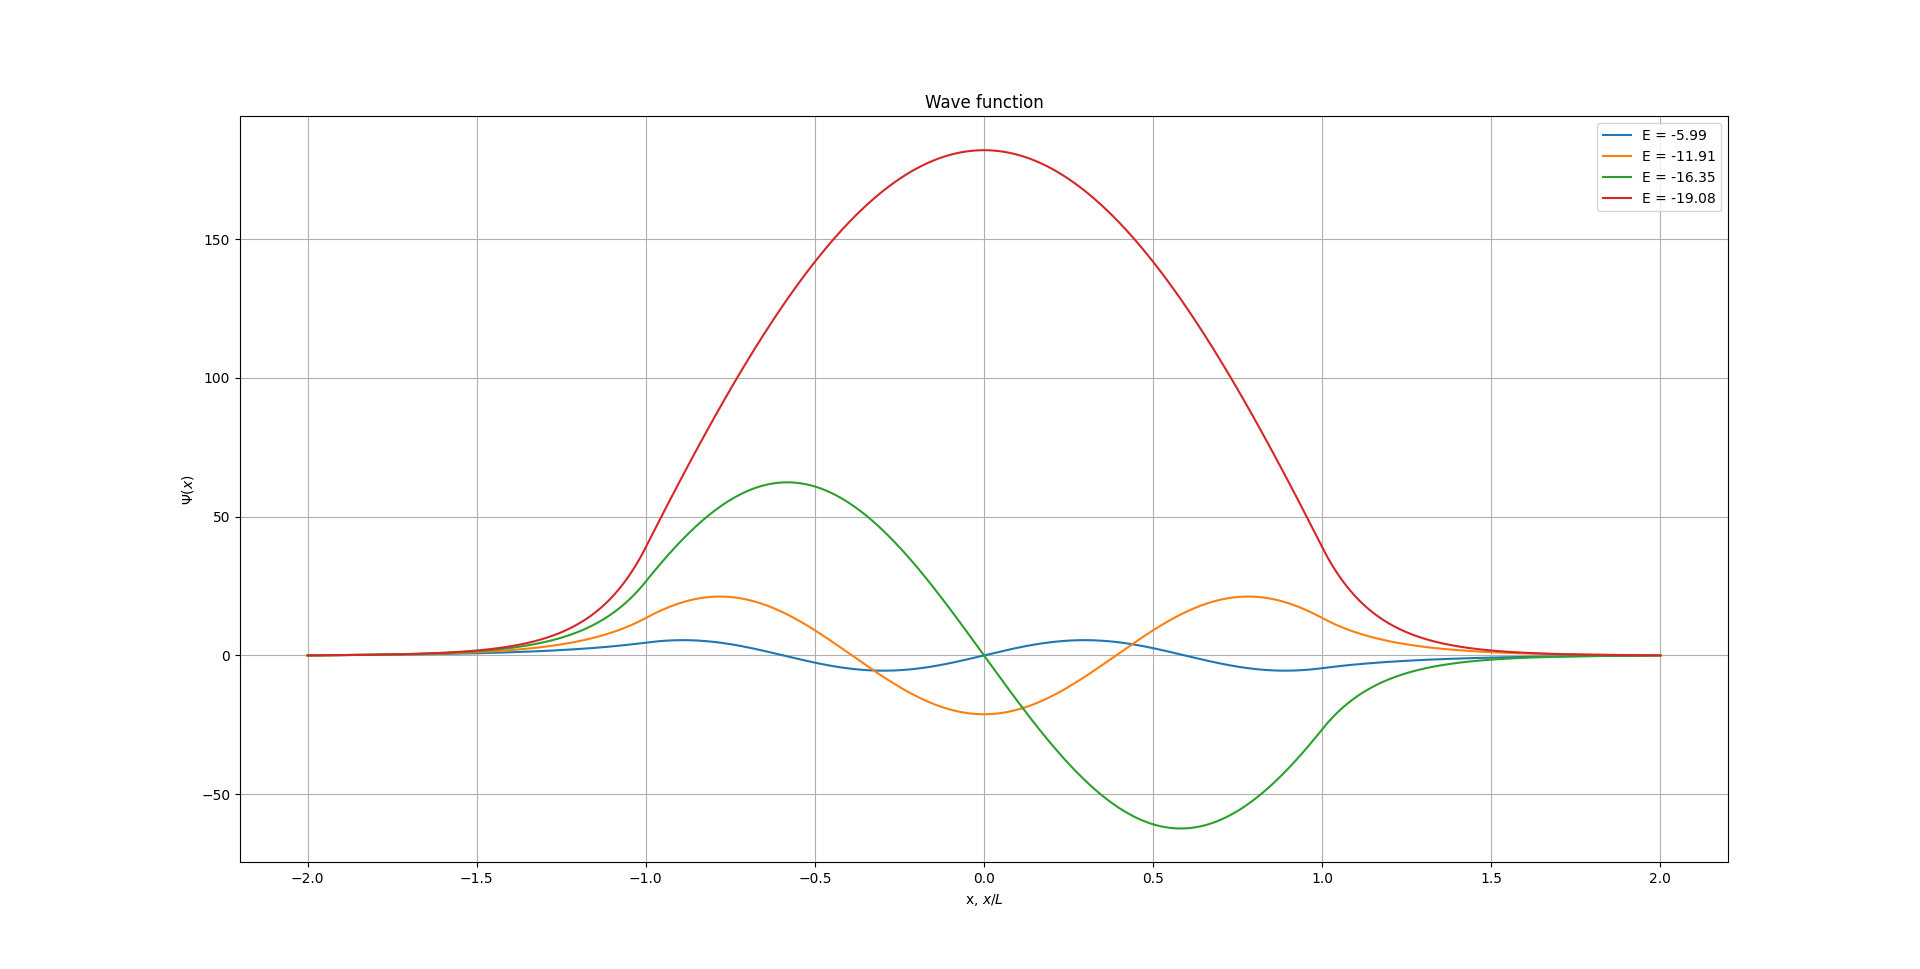 Wave function
E = -5.99
E = -11.91
E = -16.35
E = -19.08
150
100
50
0
−50
Ψ(x)
−2.0 −1.5 −1.0 −0.5 0.0 0.5 1.0 1.5 2.0
x, x/L